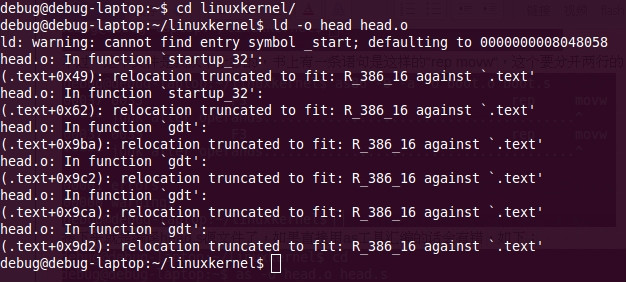 debug@debug-laptop:~$ cd linuxkernel/
debug@debug-laptop:~/linuxkernel$ ld -o head head.o
ld: warning: cannot find entry symbol _start; defaulting to 0000000008048058
head.o: In function `startup_32':
(.text+0x49): relocation truncated to fit: R_386_16 against `.text'
head.o: In function `startup_32':
(.text+0x62): relocation truncated to fit: R_386_16 against `.text'
head.o: In function `gdt':
(.text+0x9ba): relocation truncated to fit: R_386_16 against `.text'
head.o: In function `gdt':
(.text+0x9c2): relocation truncated to fit: R_386_16 against `.text'
head.o: In function `gdt':
(.text+0x9ca): relocation truncated to fit: R_386_16 against `.text'
head.o: In function `gdt':
(.text+0x9d2): relocation truncated to fit: R_386_16 against `.text'
debug@debug-laptop:~/linuxkernel$